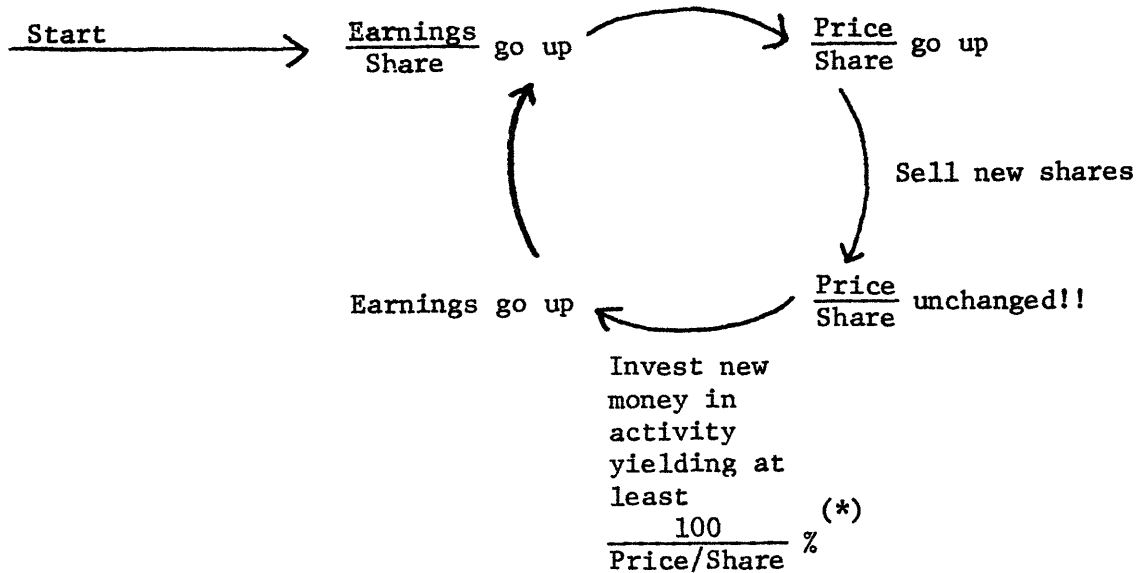 Start
Earnings
Share
go up
Price
Share
go up
Sell new shares
Price
Share
unchanged!!
Earnings go up
Invest new
money in
activity
yielding at
least
100
Price/Share
% (*)